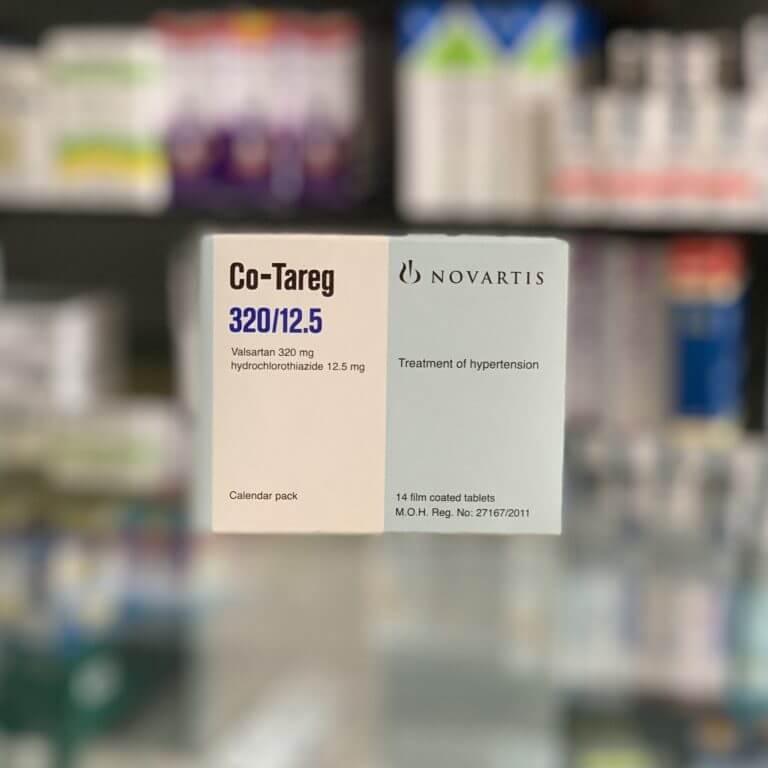 Co-Tareg
320/12.5
Valsartan 320 mg
hydrochlorothiazide 12.5 mg
Calendar pack
NOVARTIS
Treatment of hypertension
14 film coated tablets
M.O.H. Reg. No: 27167/2011